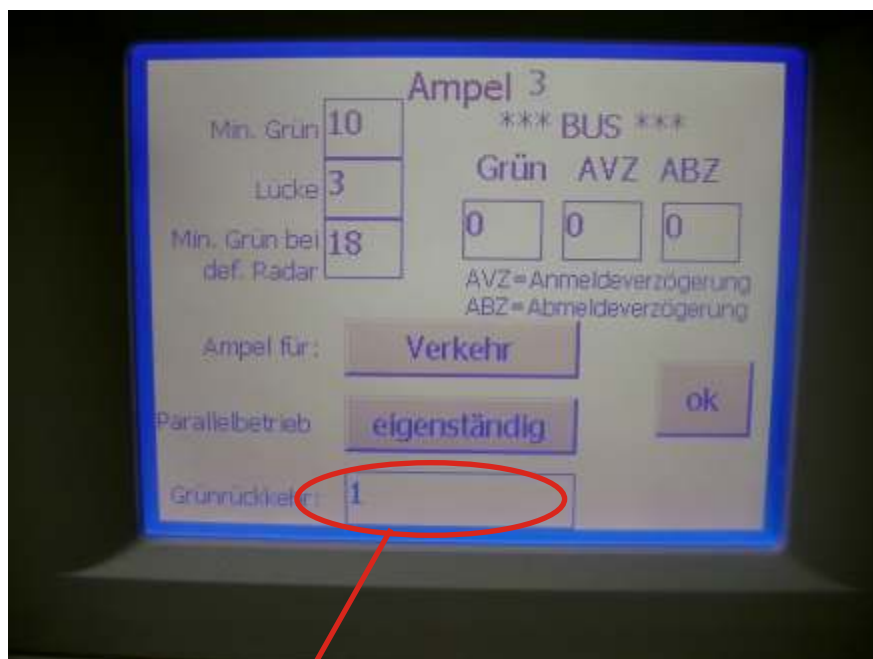 Ampel 3
Min. Grün 10
*** BUS ***
Lücke 3
Grün AVZ ABZ
Min. Grün bei def. Radar 18
0 0 0
AVZ=Anmeldeverzögerung
ABZ=Abmeldeverzögerung
Ampel für: Verkehr
ok
Parallelbetrieb eigenständig
Grünrückkehr: 1